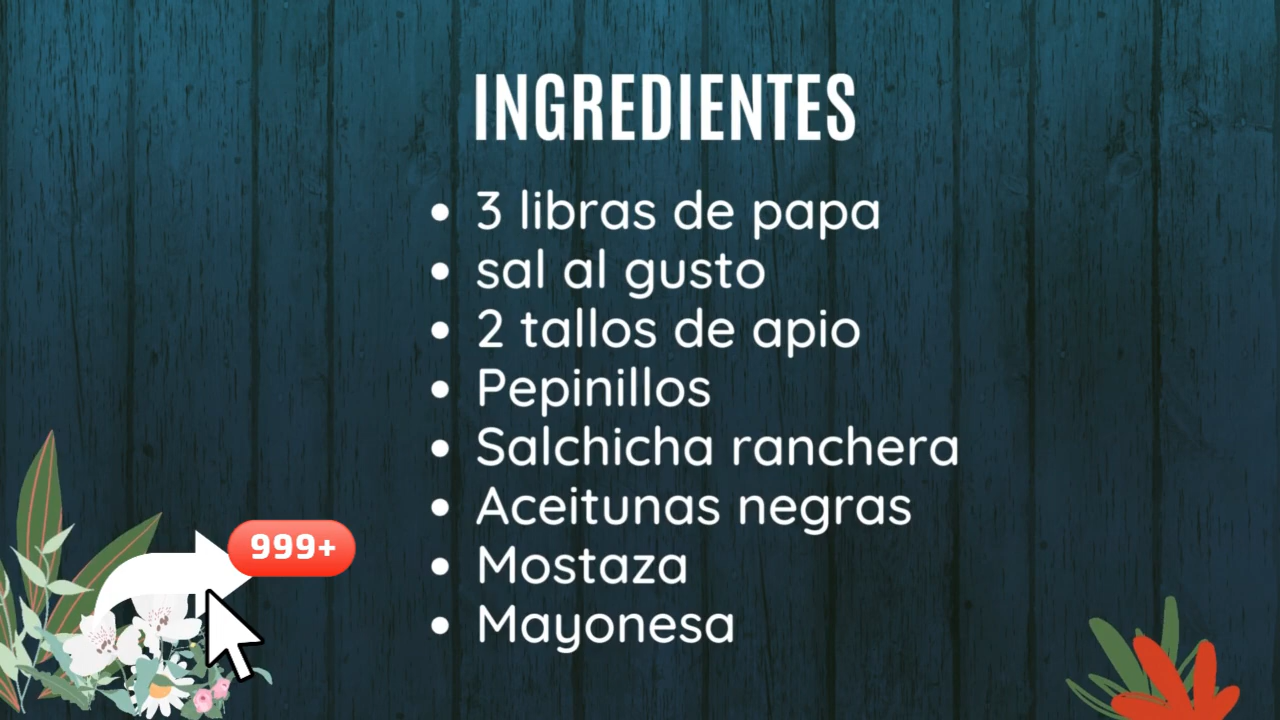 INGREDIENTES
• 3 libras de papa
• sal al gusto
• 2 tallos de apio
• Pepinillos
• Salchicha ranchera
• Aceitunas negras
• Mostaza
• Mayonesa
999+